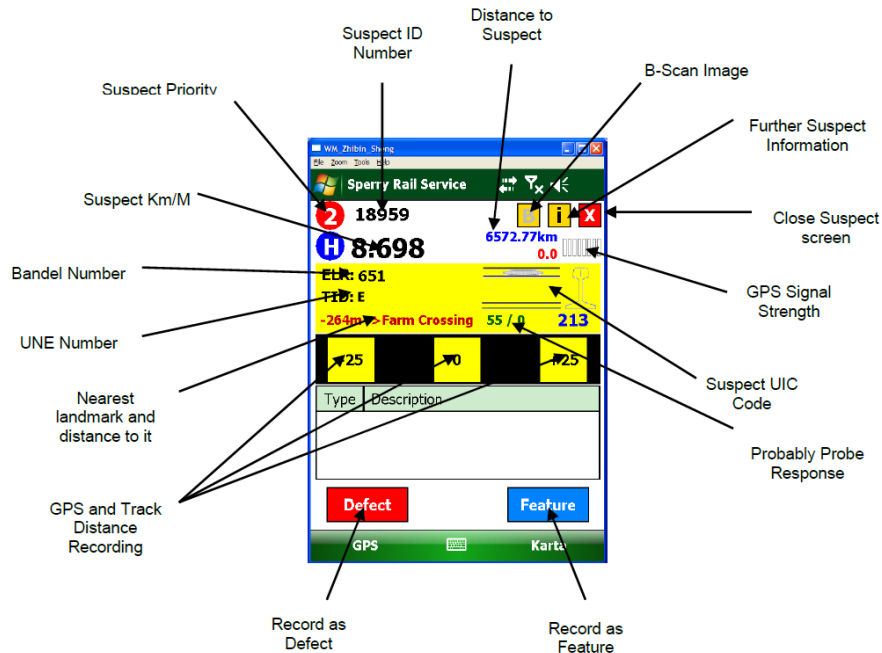 Distance to
Suspect
Suspect ID
Number
B-Scan Image
Suspect Priority
Further Suspect
Information
Suspect Km/M
Close Suspect
screen
Bandel Number
GPS Signal
Strength
UNE Number
Nearest
landmark and
distance to it
Suspect UIC
Code
Probably Probe
Response
GPS and Track
Distance
Recording
Record as
Defect
Record as
Feature
WM_Zhibin_Sheng
File Zoom Tools Help
Sperry Rail Service
2 18959 B i X
H 8.698 6572.77km
0.0
ELR: 651
TID: E
-264m > Farm Crossing 55 / 0 213
25 0 +25
Type Description
Defect Feature
GPS Karta